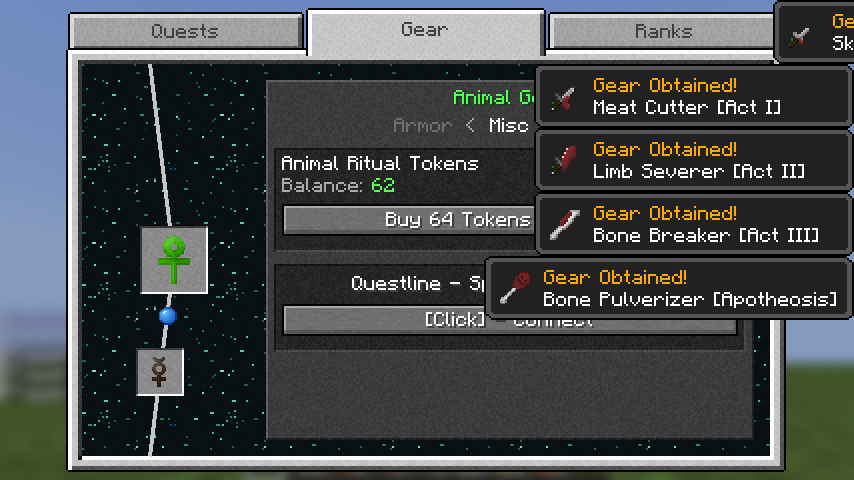 Quests
Gear
Ranks
Ge
Sk
Animal Ge
Armor < Misc
Gear Obtained!
Meat Cutter [Act I]
Gear Obtained!
Limb Severer [Act II]
Gear Obtained!
Bone Breaker [Act III]
Gear Obtained!
Bone Pulverizer [Apotheosis]
Animal Ritual Tokens
Balance: 62
Buy 64 Tokens
Questline - Sp
[Click] - Connect